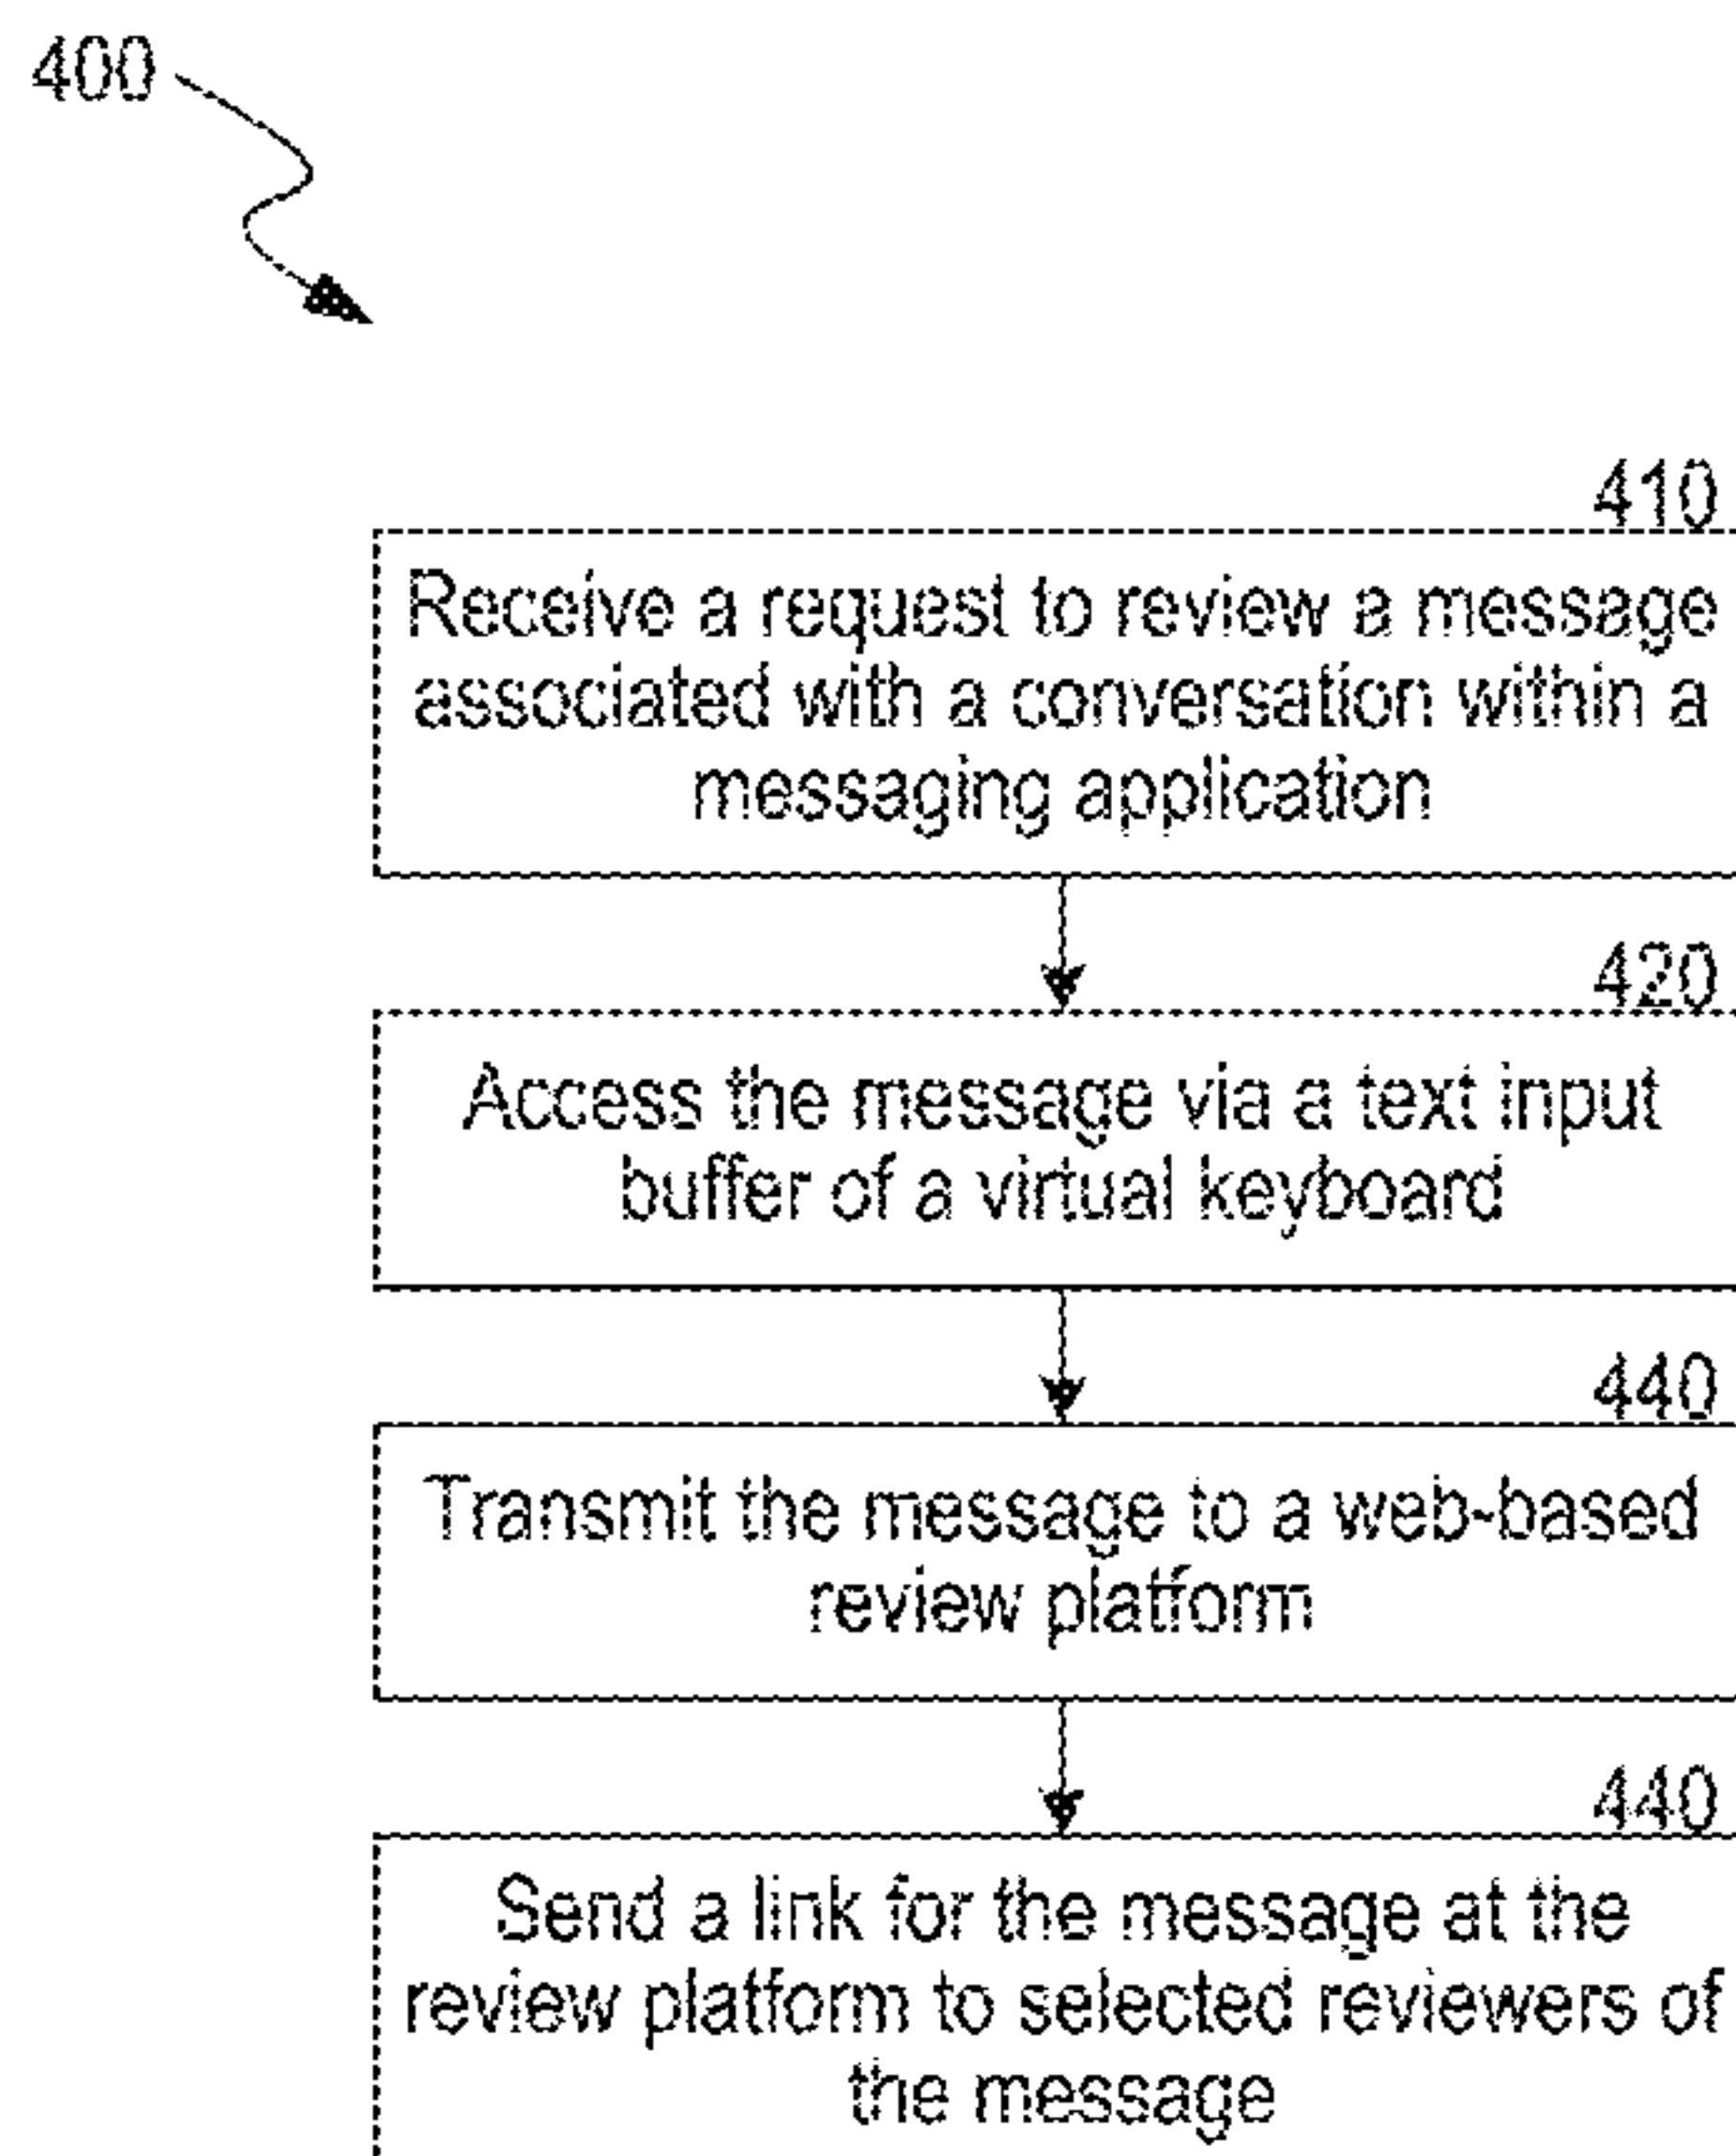 400
410
Receive a request to review a message
associated with a conversation within a
messaging application
420
Access the message via a text input
buffer of a virtual keyboard
440
Transmit the message to a web-based
review platform
440
Send a link for the message at the
review platform to selected reviewers of
the message